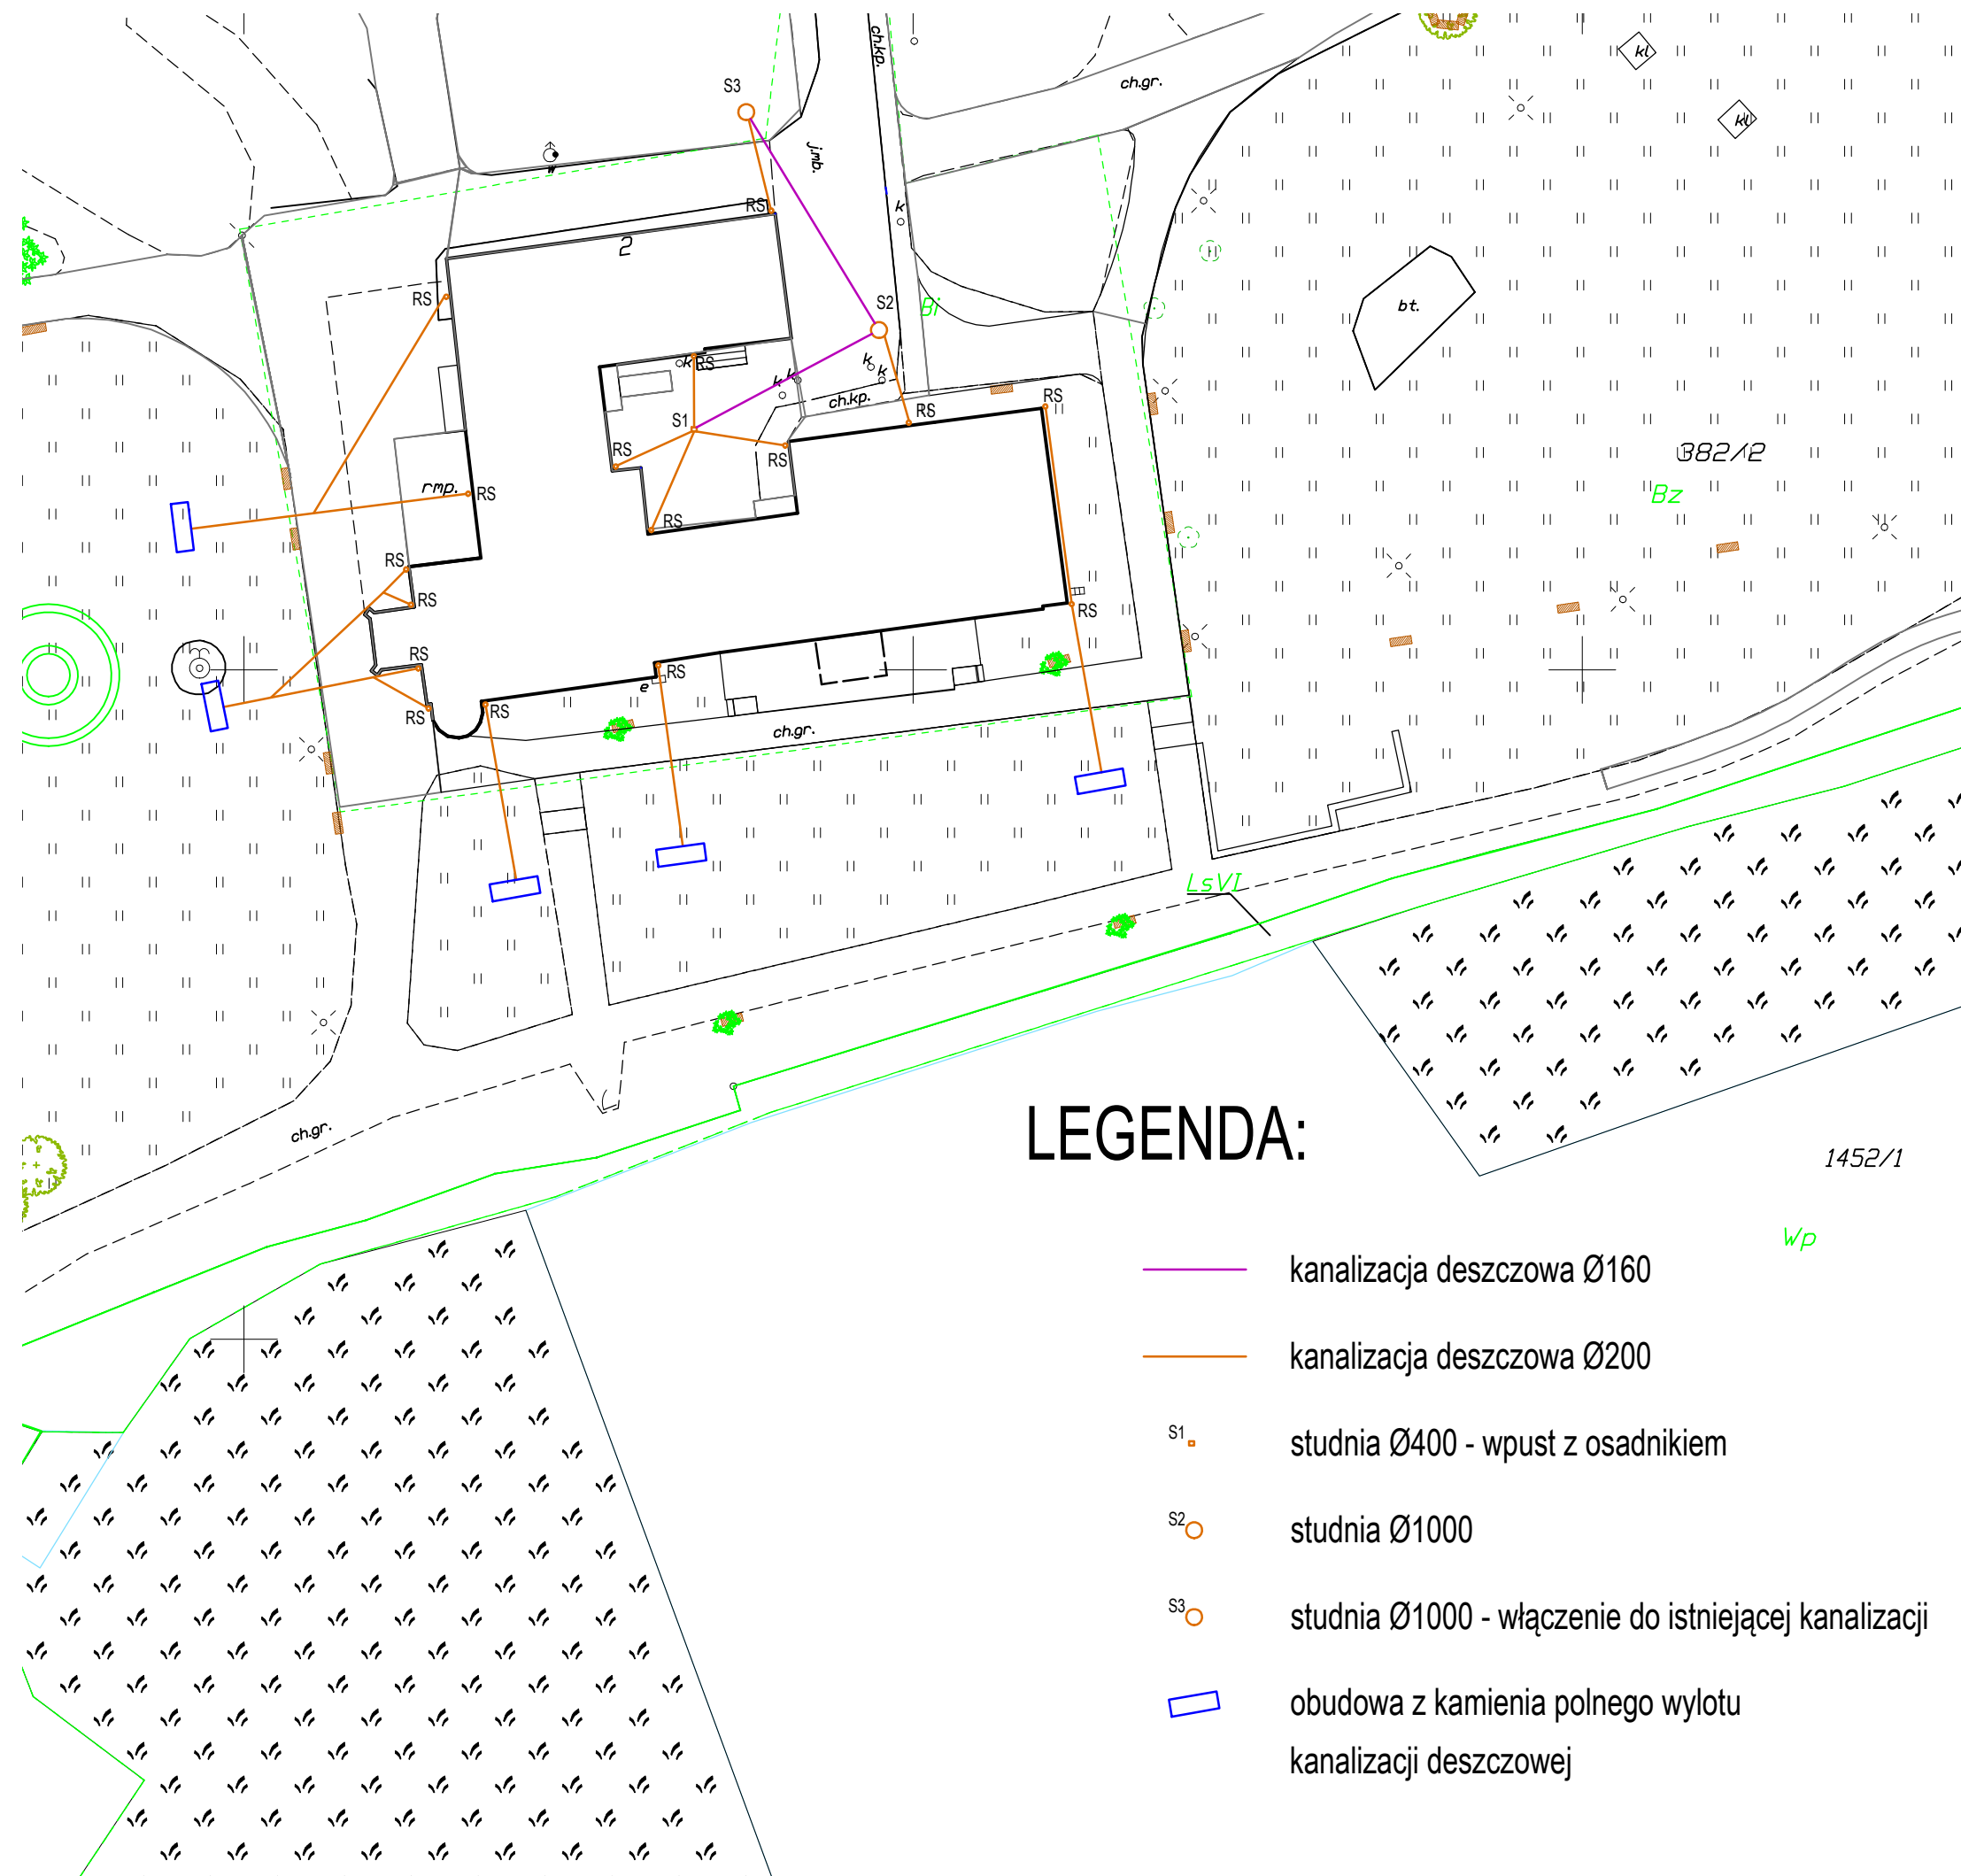 ch.kp.
kl
S3
ch.gr.
kl
j.mb.
w
RS
k
2
RS
S2
Bi
bt.
k
RS
k
k
k
k
ch.kp.
RS
RS
S1
RS
RS
382/2
rmp.
RS
Bz
RS
RS
RS
RS
RS
RS
e
RS
RS
ch.gr.
LsVI
ch.gr.
LEGENDA:
1452/1
Wp
kanalizacja deszczowa Ø160
kanalizacja deszczowa Ø200
S1
studnia Ø400 - wpust z osadnikiem
S2
studnia Ø1000
S3
studnia Ø1000 - włączenie do istniejącej kanalizacji
obudowa z kamienia polnego wylotu
kanalizacji deszczowej